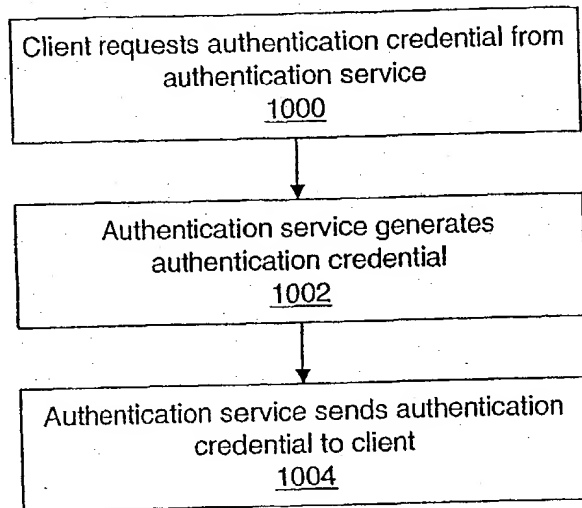 Client requests authentication credential from
authentication service
1000
Authentication service generates
authentication credential
1002
Authentication service sends authentication
credential to client
1004